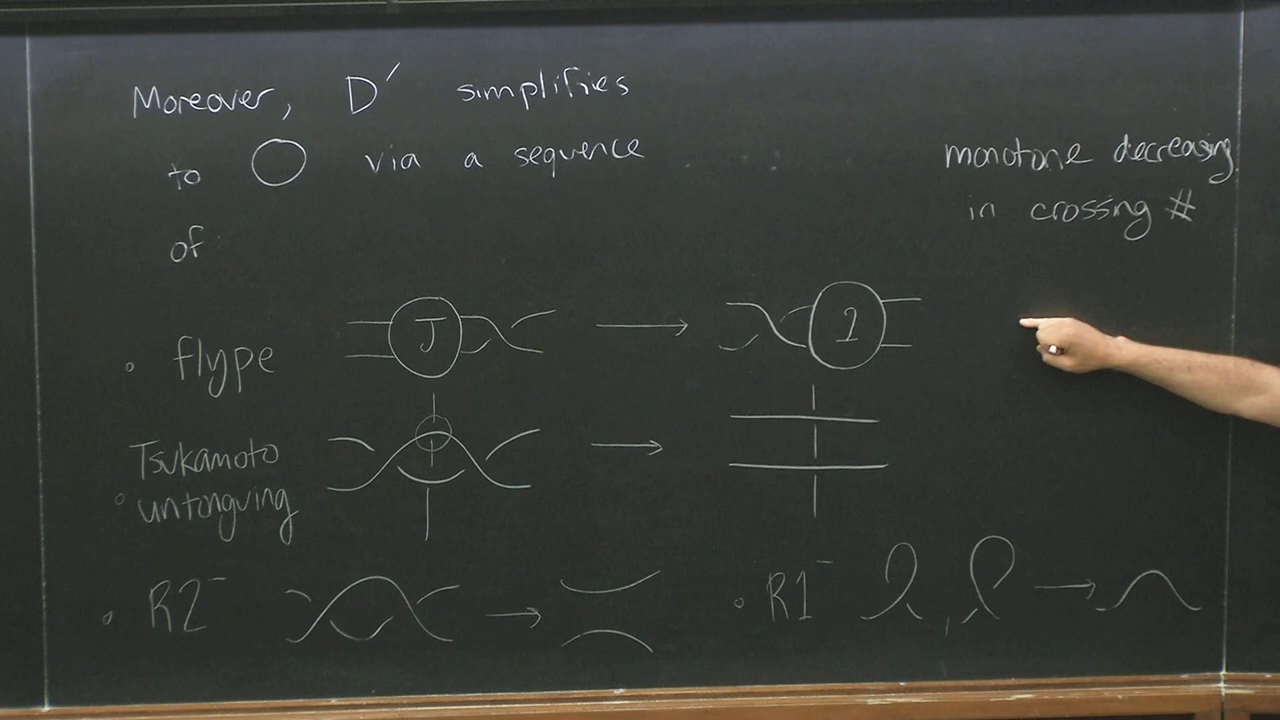 Moreover, D′ simplifies
to ◯ via a sequence
of
monotone decreasing
in crossing #
• flype
Tsukamoto
• untonguing
• R2⁻
• R1⁻ ,